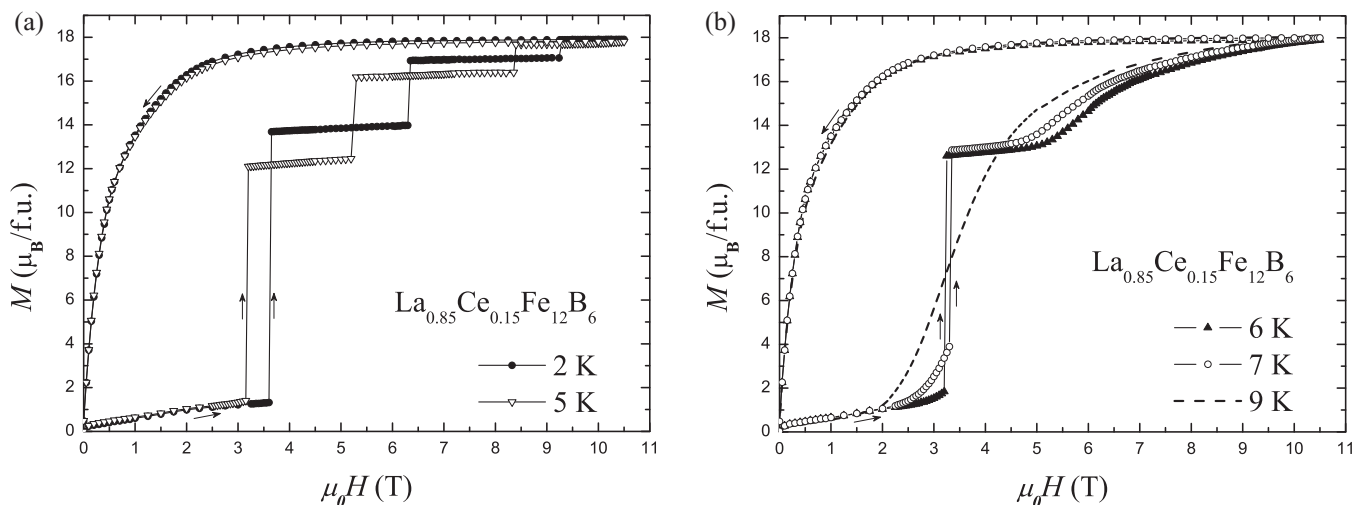 (a)
18
16
14
12
10
8
6
4
2
0
M (μB/f.u.)
La0.85Ce0.15Fe12B6
2 K
5 K
0 1 2 3 4 5 6 7 8 9 10 11
μ0H (T)
(b)
18
16
14
12
10
8
6
4
2
0
M (μB/f.u.)
La0.85Ce0.15Fe12B6
6 K
7 K
9 K
0 1 2 3 4 5 6 7 8 9 10 11
μ0H (T)